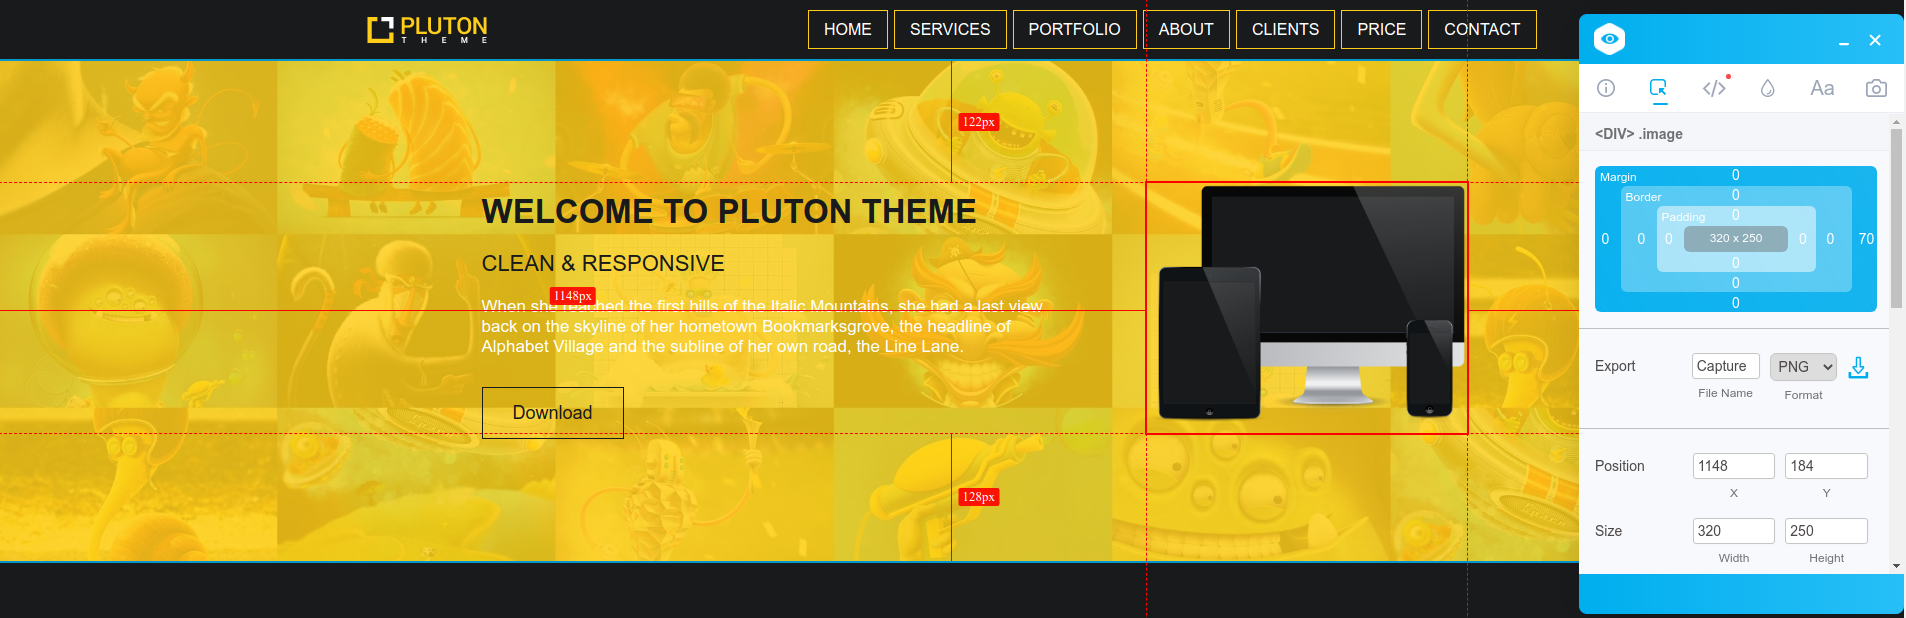 PLUTON
THEME
HOME
SERVICES
PORTFOLIO
ABOUT
CLIENTS
PRICE
CONTACT
122px
WELCOME TO PLUTON THEME
CLEAN & RESPONSIVE
1148px
When she reached the first hills of the Italic Mountains, she had a last view
back on the skyline of her hometown Bookmarksgrove, the headline of
Alphabet Village and the subline of her own road, the Line Lane.
Download
128px
Aa
<DIV> .image
Margin
0
Border
0
Padding
0
0
0
0
320 x 250
0
0
70
0
0
0
Export
Capture
PNG
File Name
Format
Position
1148
184
X
Y
Size
320
250
Width
Height